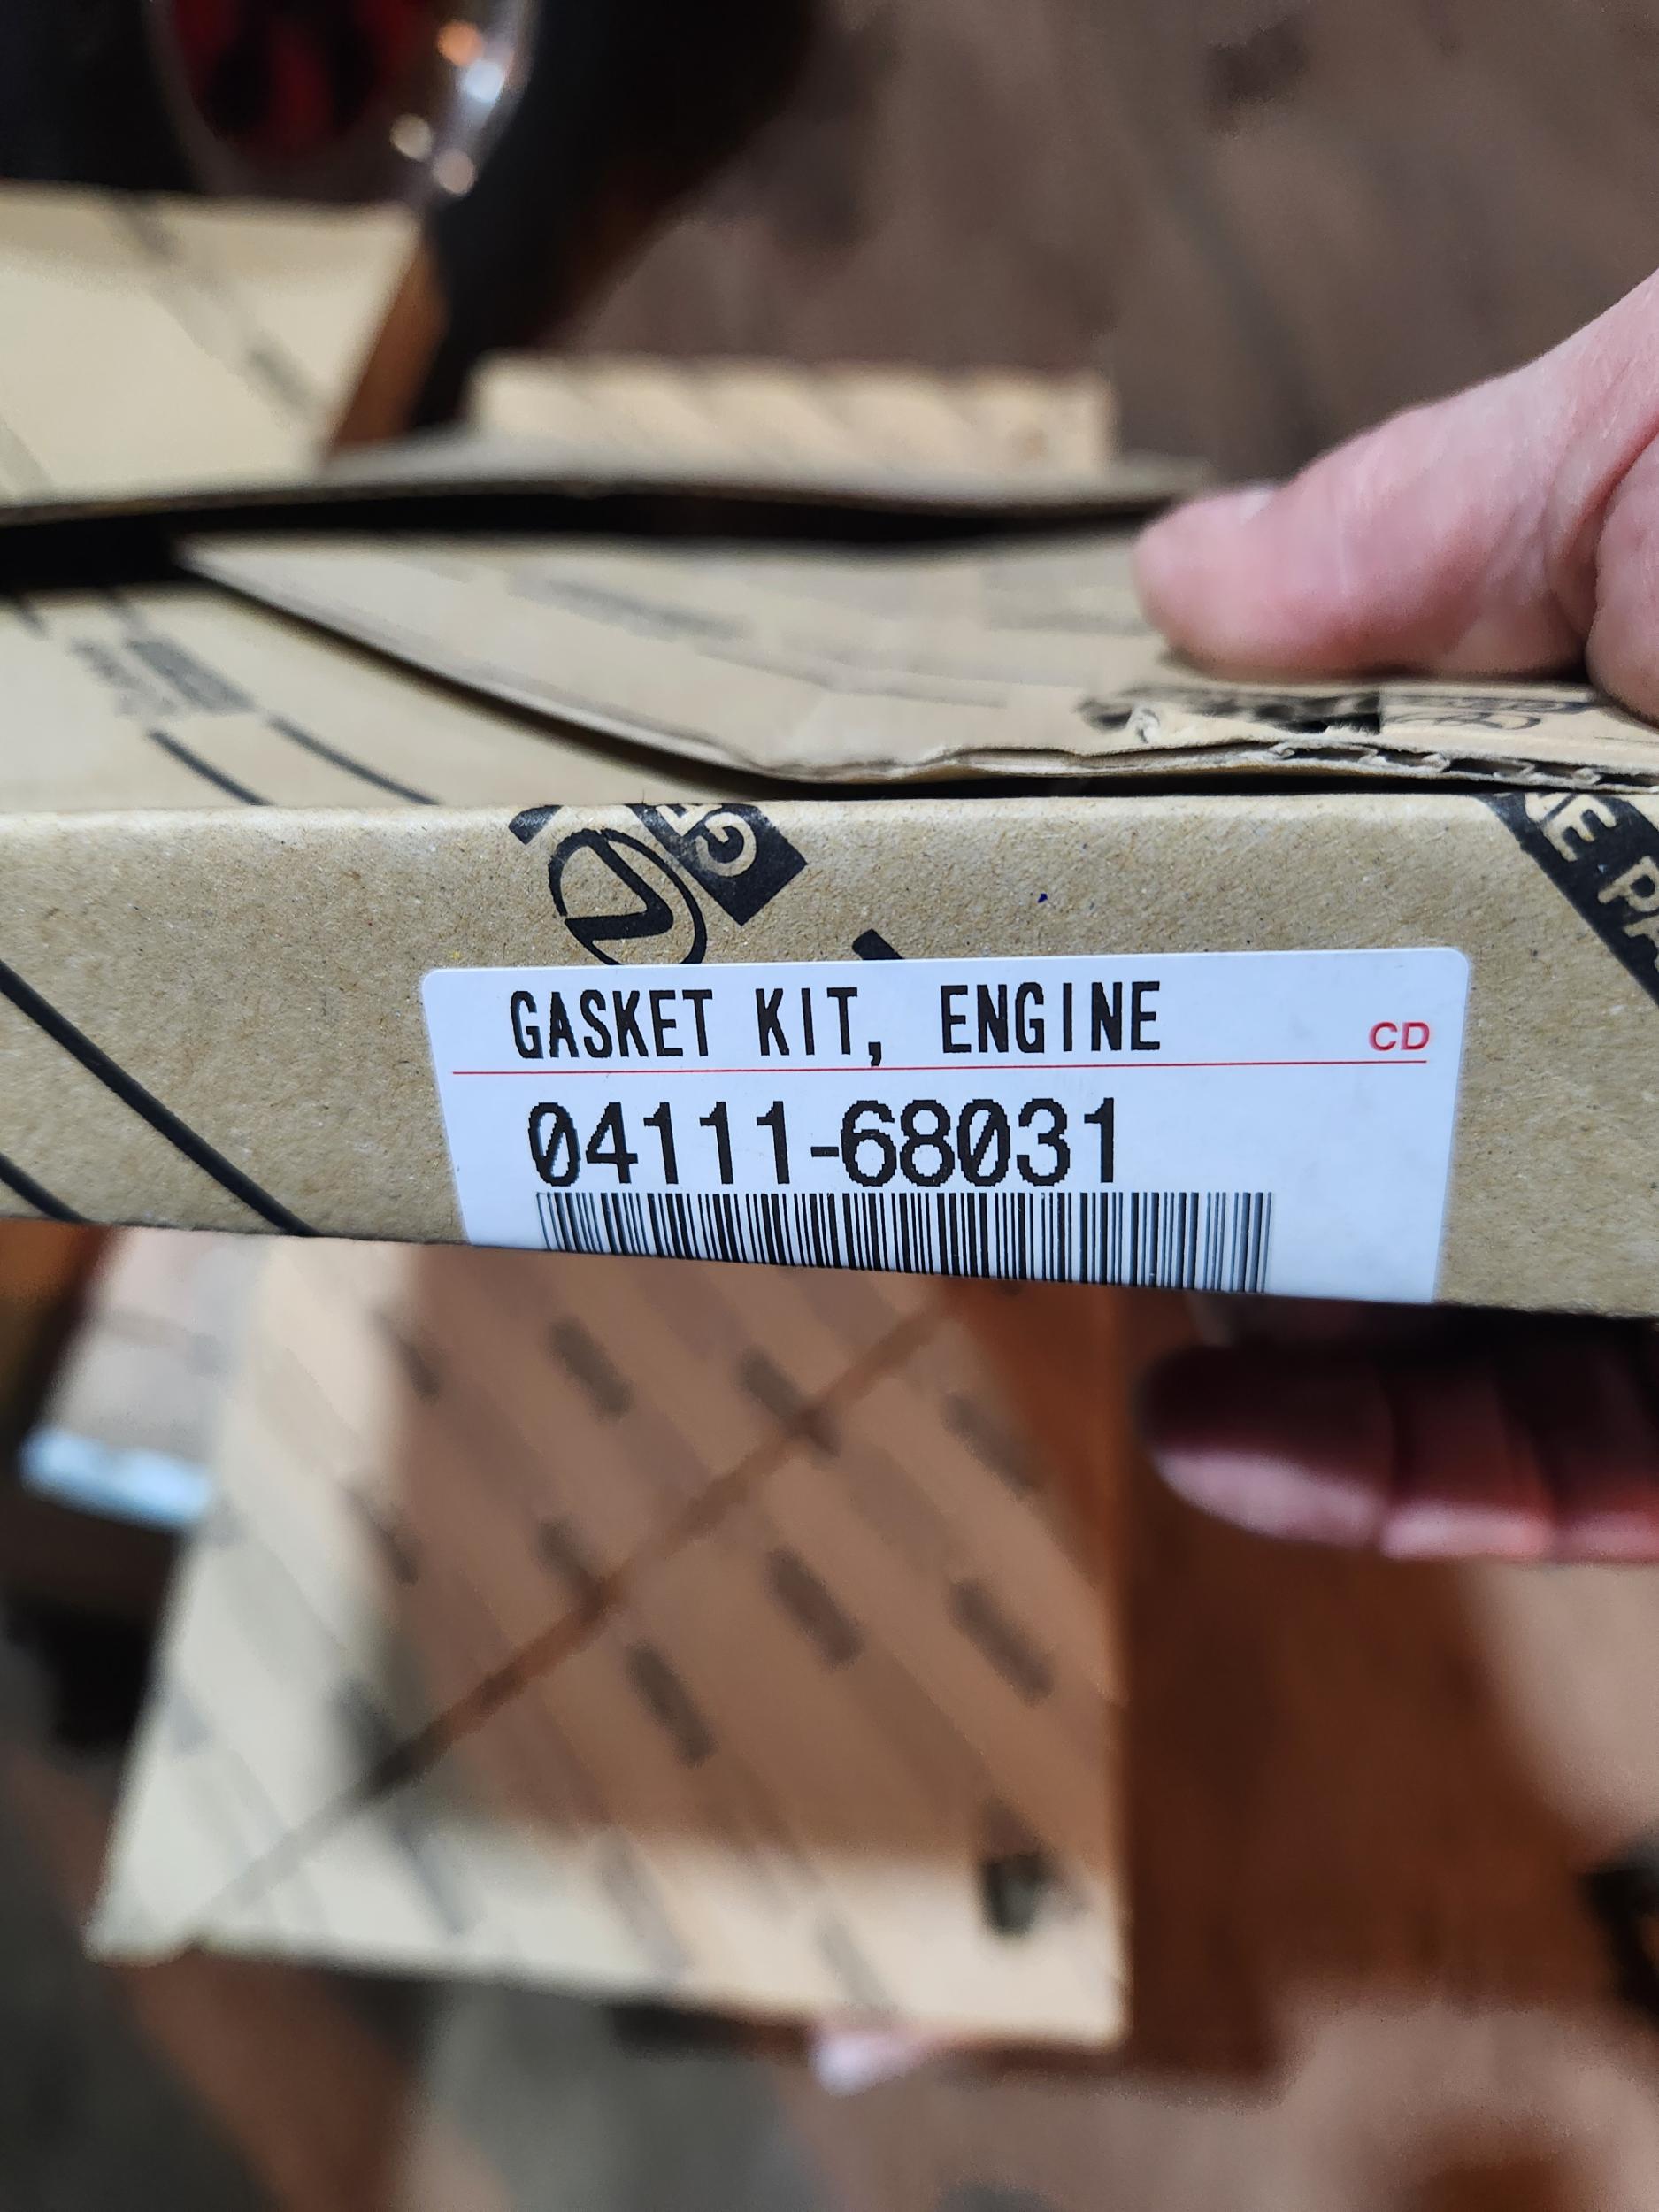 GASKET KIT, ENGINE
CD
04111-68031